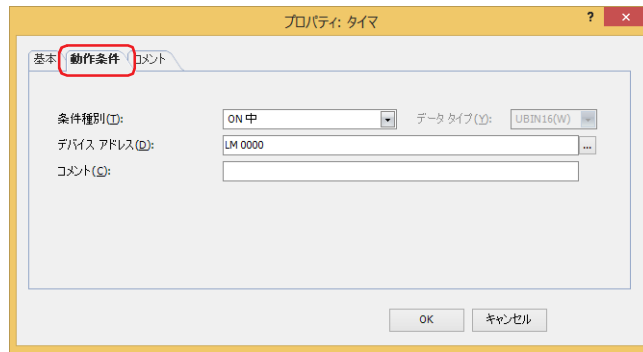 プロパティ: タイマ
? ×
基本 動作条件 コメント
条件種別(T): ON 中 データ タイプ(Y): UBIN16(W)
デバイス アドレス(D): LM 0000 ...
コメント(C):
OK キャンセル